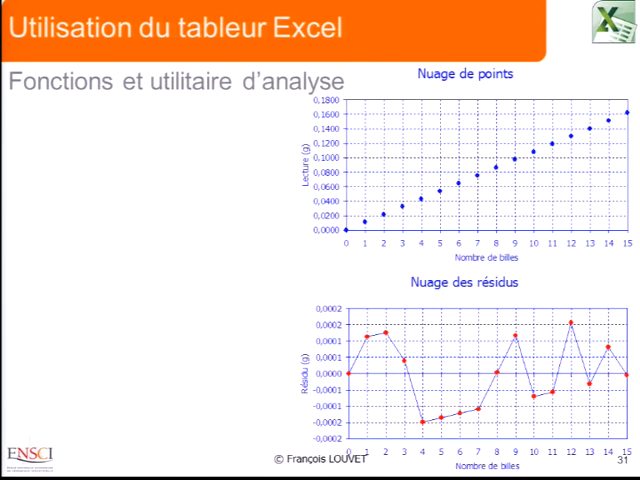 Utilisation du tableur Excel
Fonctions et utilitaire d'analyse
Nuage de points
0,1800
0,1600
0,1400
0,1200
0,1000
0,0800
0,0600
0,0400
0,0200
0,0000
Lecture (g)
0 1 2 3 4 5 6 7 8 9 10 11 12 13 14 15
Nombre de billes
Nuage des résidus
0,0002
0,0002
0,0001
0,0001
0,0000
-0,0001
-0,0001
-0,0002
-0,0002
Résidu (g)
0 1 2 3 4 5 6 7 8 9 10 11 12 13 14 15
Nombre de billes
ENSCI
© François LOUVET
31